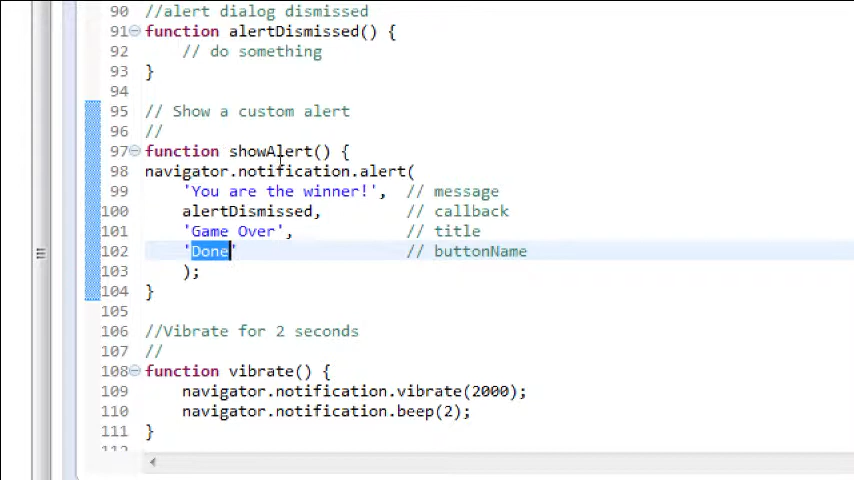 90 //alert dialog dismissed
91 function alertDismissed() {
92     // do something
93 }
94
95 // Show a custom alert
96 //
97 function showAlert() {
98 navigator.notification.alert(
99     'You are the winner!',  // message
100     alertDismissed,         // callback
101     'Game Over',            // title
102     'Done'                  // buttonName
103     );
104 }
105
106 //Vibrate for 2 seconds
107 //
108 function vibrate() {
109     navigator.notification.vibrate(2000);
110     navigator.notification.beep(2);
111 }